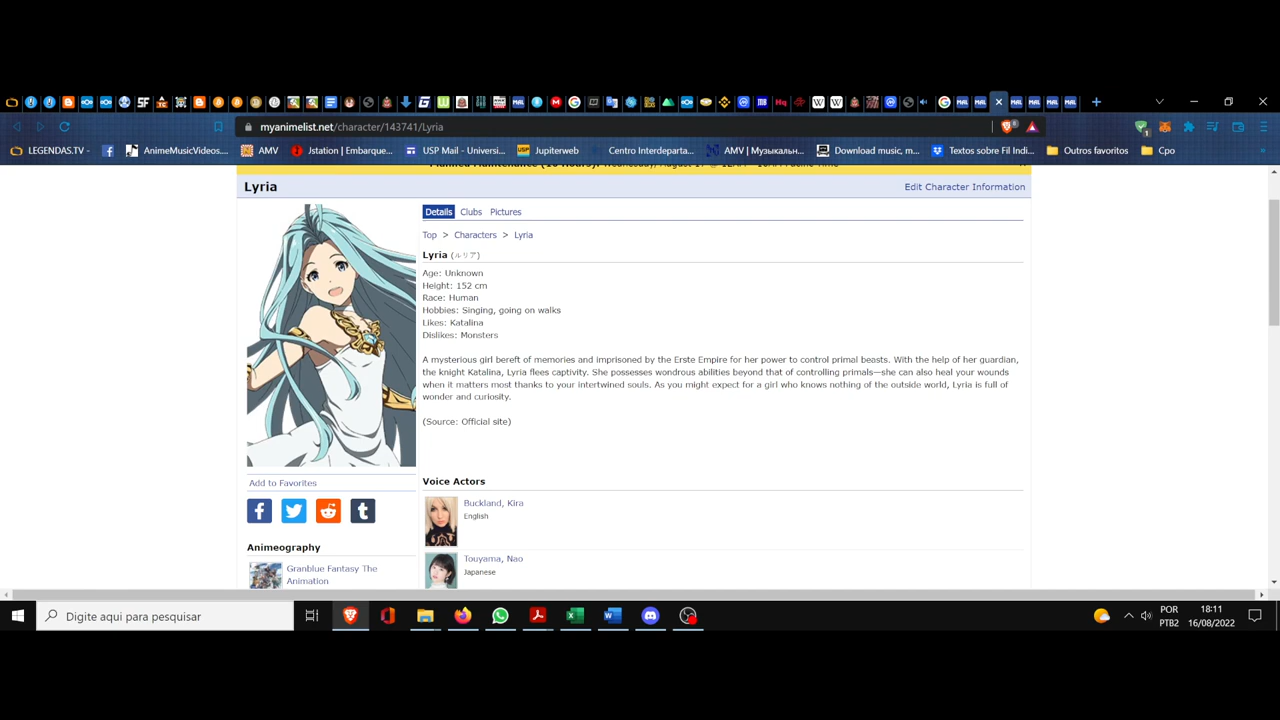 myanimelist.net/character/143741/Lyria
LEGENDAS.TV -
AnimeMusicVideos...
AMV
Jstation | Embarque...
USP Mail - Universi...
Jupiterweb
Centro Interdeparta...
AMV | Музыкальн...
Download music, m...
Textos sobre Fil Indi...
Outros favoritos
Cpo
Lyria
Edit Character Information
Details Clubs Pictures
Top > Characters > Lyria
Lyria (ルリア)
Age: Unknown
Height: 152 cm
Race: Human
Hobbies: Singing, going on walks
Likes: Katalina
Dislikes: Monsters
A mysterious girl bereft of memories and imprisoned by the Erste Empire for her power to control primal beasts. With the help of her guardian,
the knight Katalina, Lyria flees captivity. She possesses wondrous abilities beyond that of controlling primals—she can also heal your wounds
when it matters most thanks to your intertwined souls. As you might expect for a girl who knows nothing of the outside world, Lyria is full of
wonder and curiosity.
(Source: Official site)
Add to Favorites
Voice Actors
Buckland, Kira
English
Touyama, Nao
Japanese
Animeography
Granblue Fantasy The
Animation
Digite aqui para pesquisar
POR
PTB2
18:11
16/08/2022